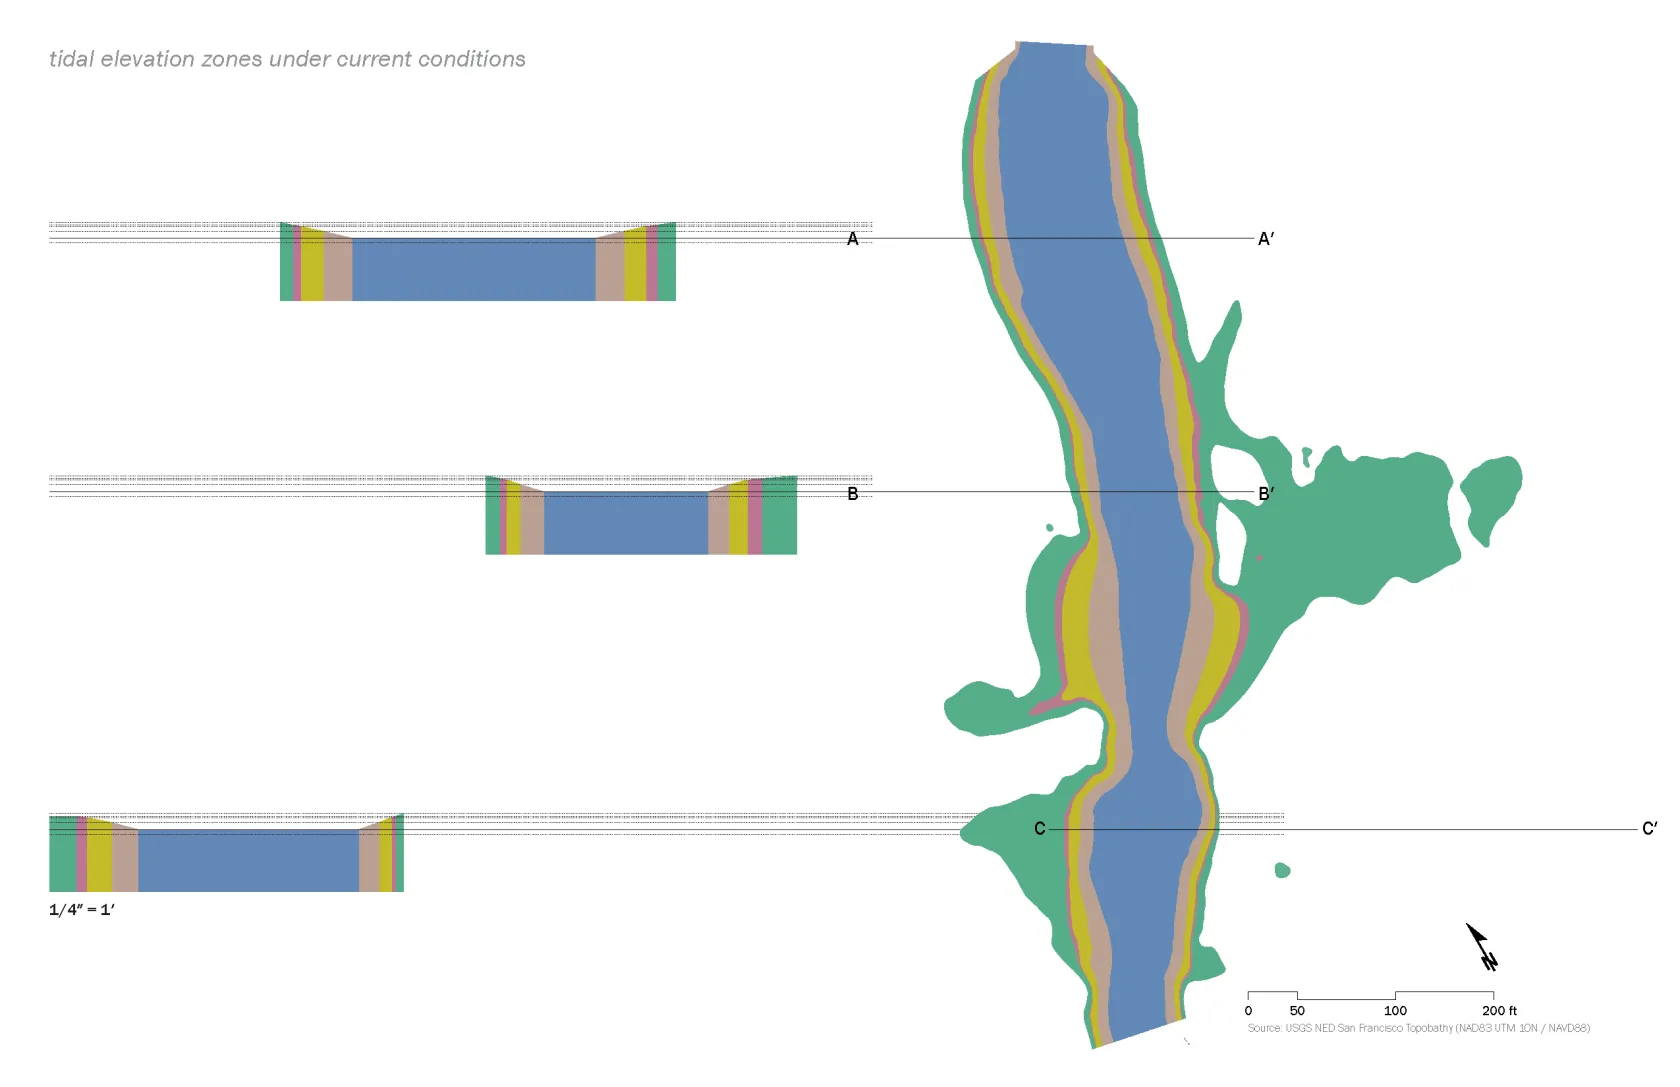 tidal elevation zones under current conditions
A
A′
B
B′
C
C′
1/4″ = 1′
N
0 50 100 200 ft
Source: USGS NED San Francisco Topobathy (NAD83 UTM 10N / NAVD88)